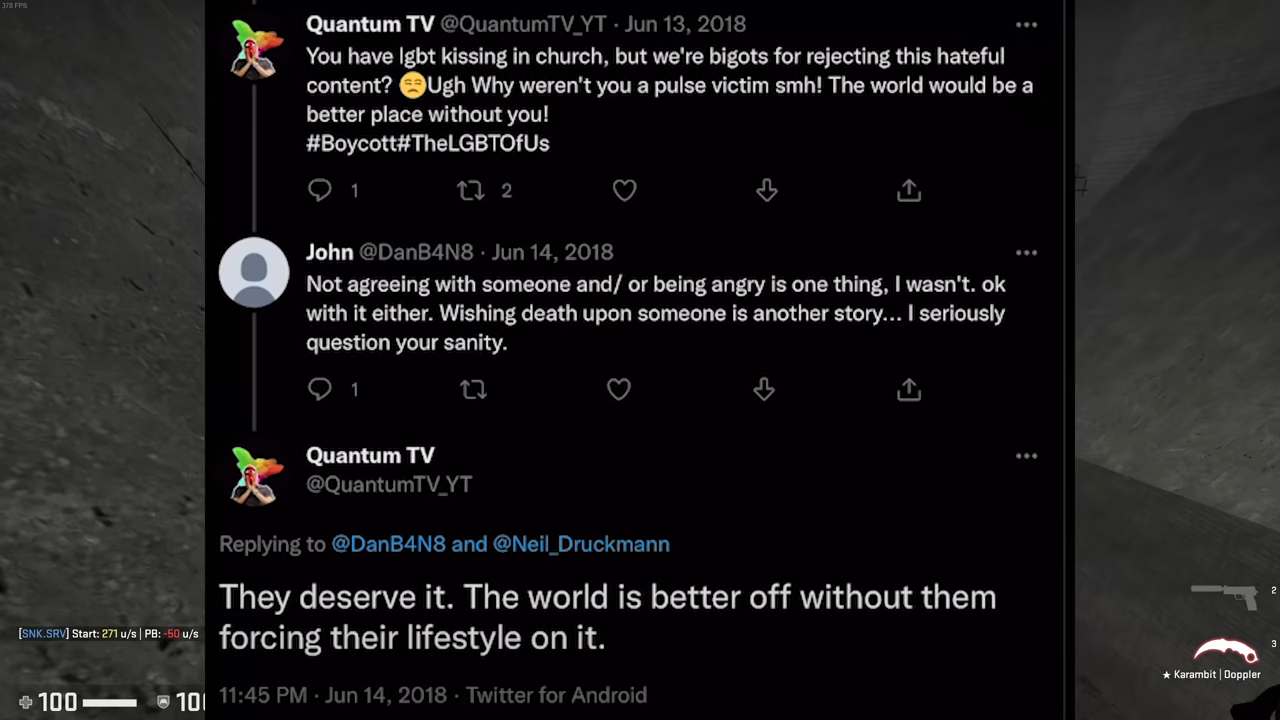 378 FPS
Quantum TV @QuantumTV_YT · Jun 13, 2018
You have lgbt kissing in church, but we're bigots for rejecting this hateful
content? 😒Ugh Why weren't you a pulse victim smh! The world would be a
better place without you!
#Boycott#TheLGBTOfUs
1 2
John @DanB4N8 · Jun 14, 2018
Not agreeing with someone and/ or being angry is one thing, I wasn't. ok
with it either. Wishing death upon someone is another story... I seriously
question your sanity.
1
Quantum TV
@QuantumTV_YT
Replying to @DanB4N8 and @Neil_Druckmann
They deserve it. The world is better off without them
forcing their lifestyle on it.
11:45 PM · Jun 14, 2018 · Twitter for Android
[SNK.SRV] Start: 271 u/s | PB: -50 u/s
100
10
2
3
★ Karambit | Doppler